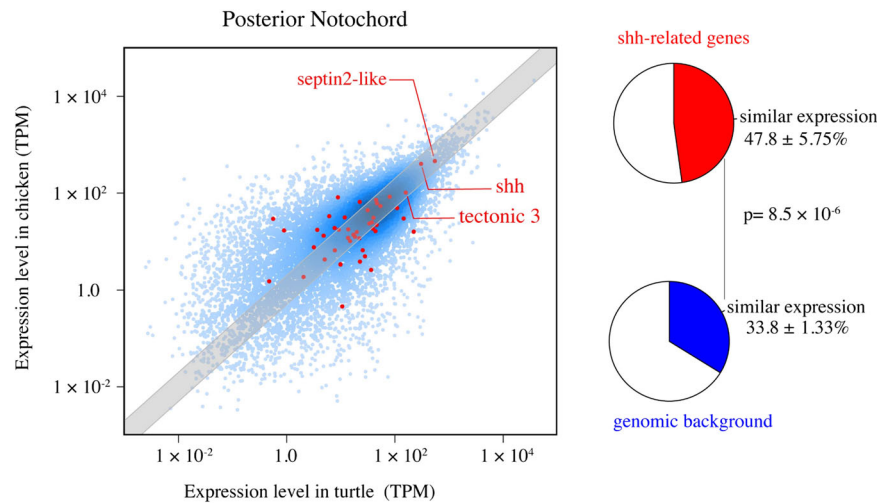 Posterior Notochord
Expression level in chicken (TPM)
1 × 10⁴
1 × 10²
1.0
1 × 10⁻²
septin2-like
shh
tectonic 3
1 × 10⁻²
1.0
1 × 10²
1 × 10⁴
Expression level in turtle (TPM)
shh-related genes
similar expression
47.8 ± 5.75%
p= 8.5 × 10⁻⁶
similar expression
33.8 ± 1.33%
genomic background